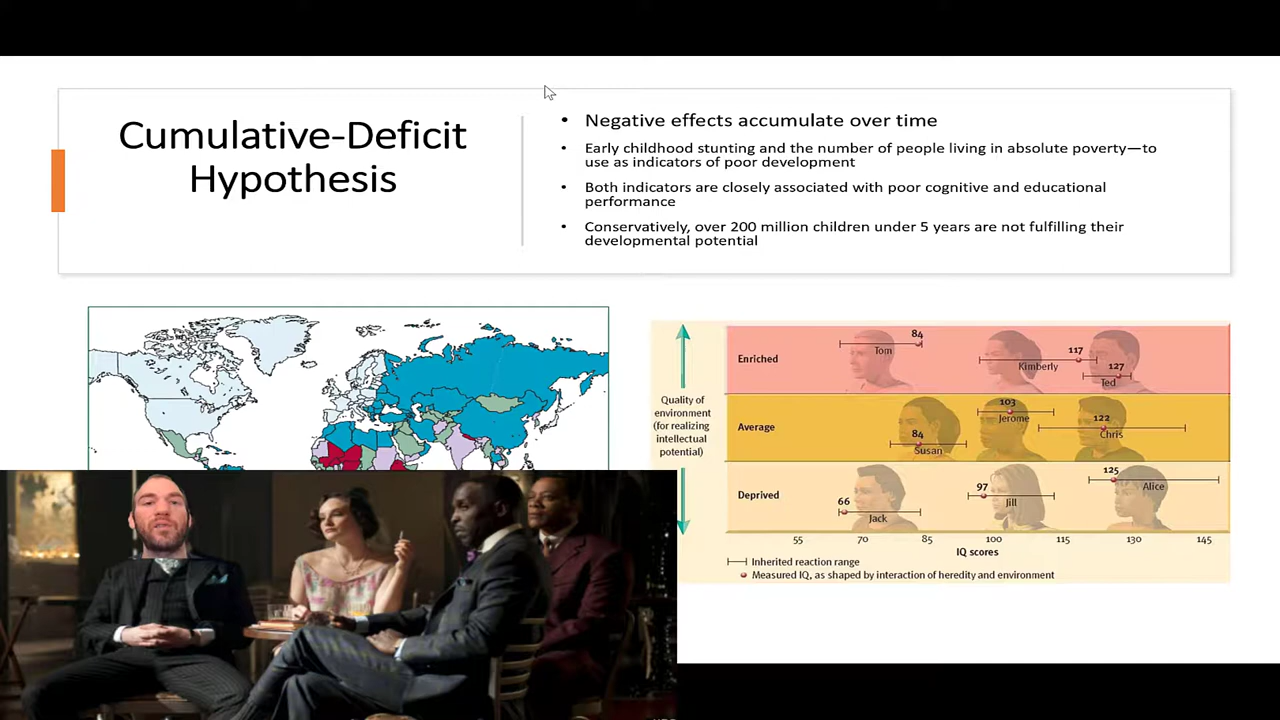 Cumulative-Deficit
Hypothesis
• Negative effects accumulate over time
• Early childhood stunting and the number of people living in absolute poverty—to
use as indicators of poor development
• Both indicators are closely associated with poor cognitive and educational
performance
• Conservatively, over 200 million children under 5 years are not fulfilling their
developmental potential
Quality of
environment
(for realizing
intellectual
potential)
Enriched
84
Tom
117
Kimberly
127
Ted
Average
84
Susan
103
Jerome
122
Chris
Deprived
66
Jack
97
Jill
125
Alice
55 70 85 100 115 130 145
IQ scores
Inherited reaction range
Measured IQ, as shaped by interaction of heredity and environment